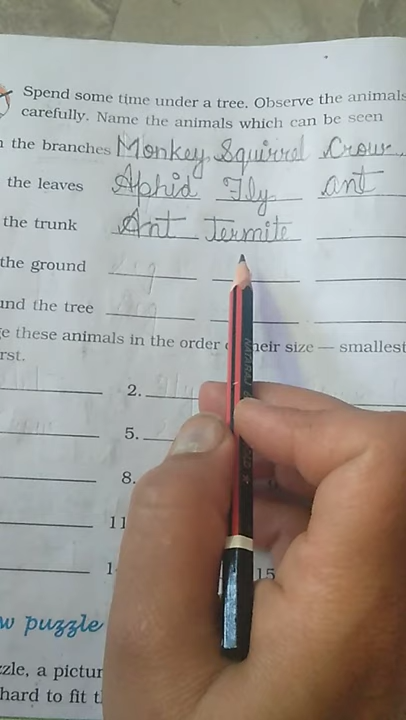 Spend some time under a tree. Observe the animals
carefully. Name the animals which can be seen
the branches Monkey Squirrel Crow
the leaves Aphid Fly ant
the trunk Ant Termite
the ground
und the tree
e these animals in the order their size — smallest
rst.
2.
5.
8.
11
1 15
w puzzle
zle, a pictur
hard to fit t